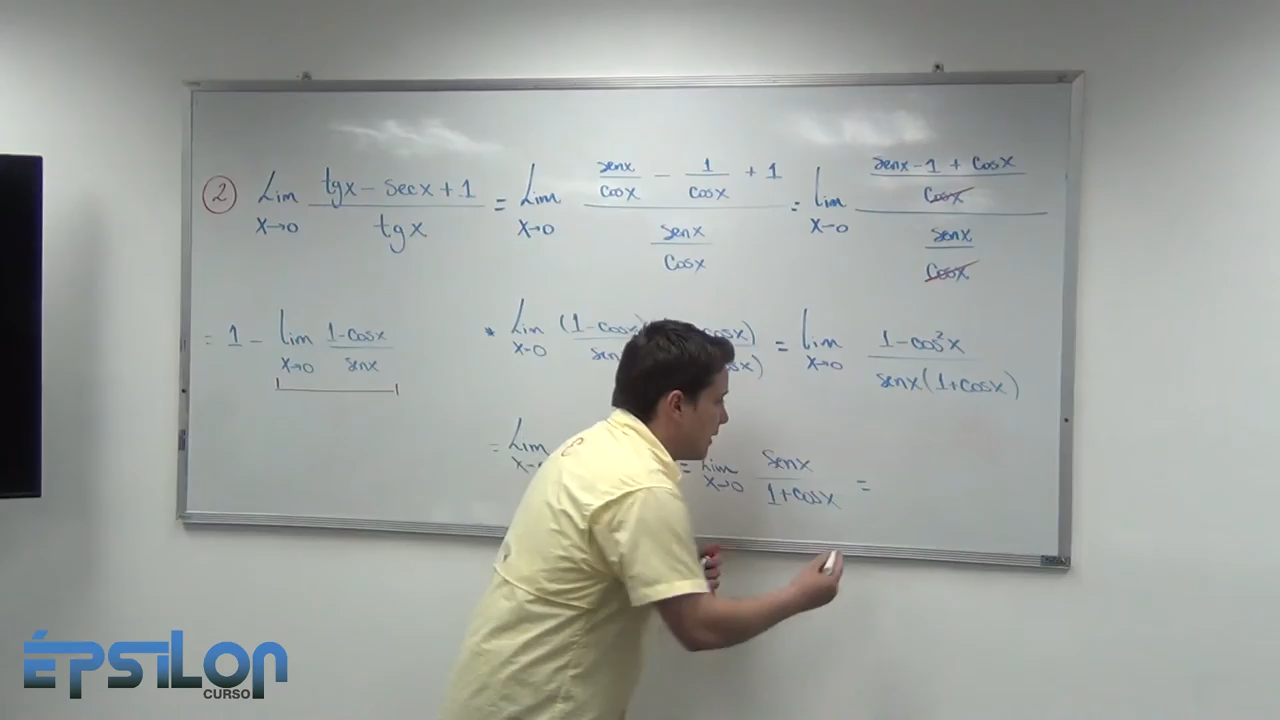 ② Lim x→0 (tgx - secx + 1)/(tgx) = Lim x→0 (senx/cosx - 1/cosx + 1)/(senx/cosx) = Lim x→0 ((senx - 1 + cosx)/cosx)/(senx/cosx)
= 1 - Lim x→0 (1-cosx)/(senx)
* Lim x→0 (1-cosx = Lim x→0 (1-cos²x)/(senx(1+cosx))
= Lim = Lim x→0 (senx)/(1+cosx) =
ÉPSILON
CURSO